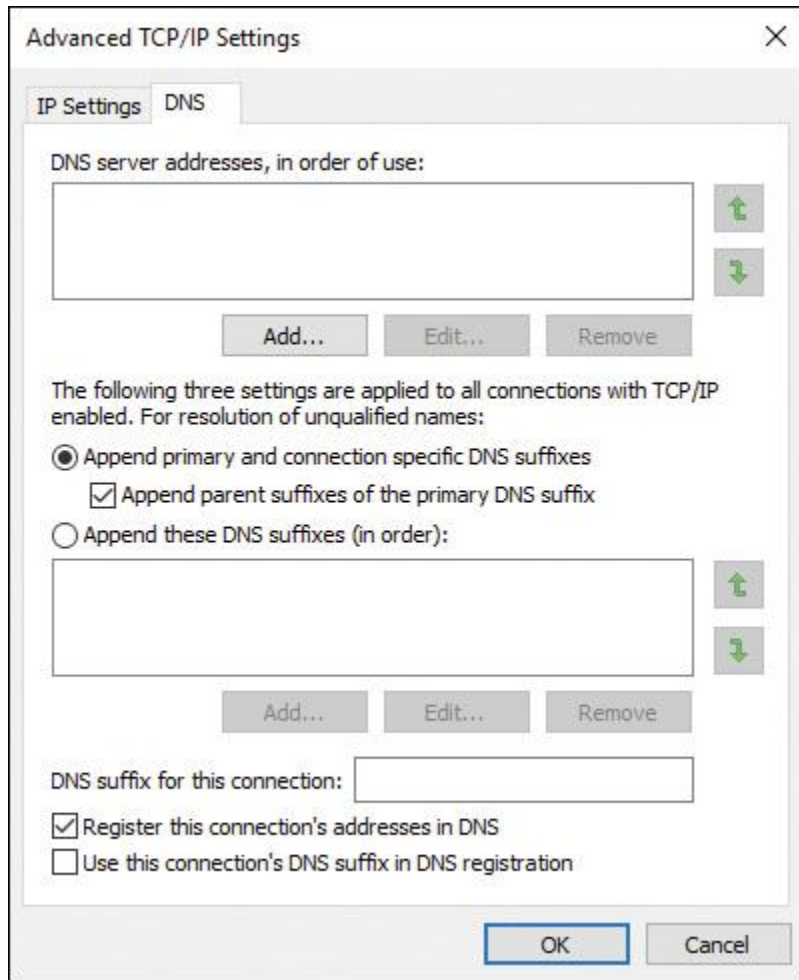 Advanced TCP/IP Settings
IP Settings DNS
DNS server addresses, in order of use:
Add... Edit... Remove
The following three settings are applied to all connections with TCP/IP
enabled. For resolution of unqualified names:
Append primary and connection specific DNS suffixes
Append parent suffixes of the primary DNS suffix
Append these DNS suffixes (in order):
Add... Edit... Remove
DNS suffix for this connection:
Register this connection's addresses in DNS
Use this connection's DNS suffix in DNS registration
OK Cancel